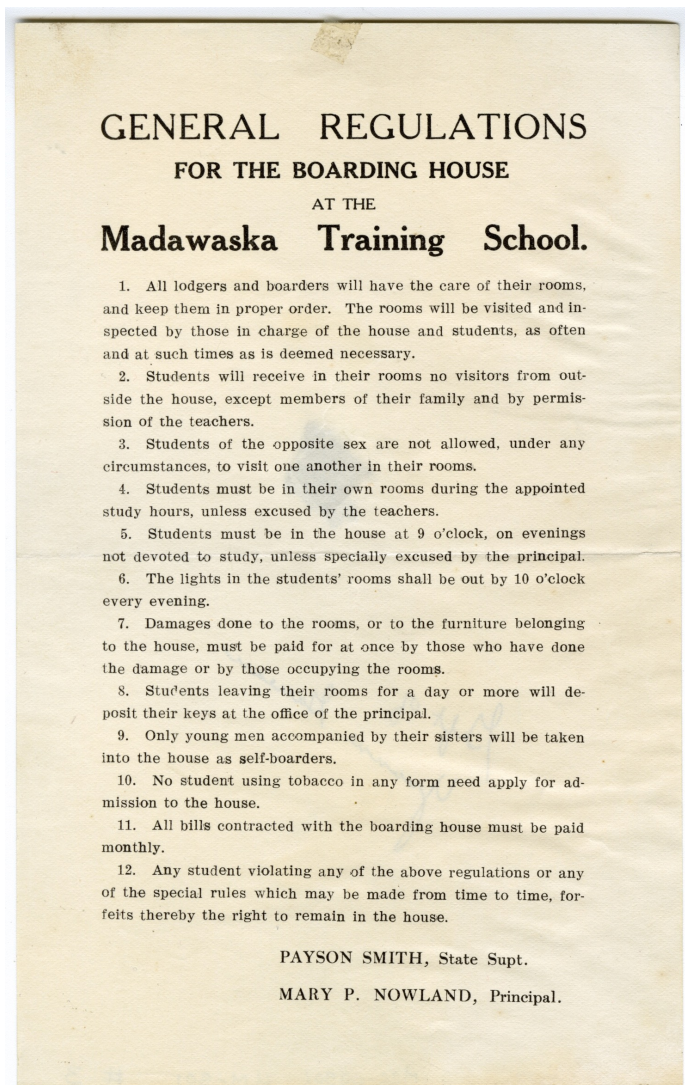 GENERAL REGULATIONS
FOR THE BOARDING HOUSE
AT THE
Madawaska Training School.
1. All lodgers and boarders will have the care of their rooms,
and keep them in proper order. The rooms will be visited and in-
spected by those in charge of the house and students, as often
and at such times as is deemed necessary.
2. Students will receive in their rooms no visitors from out-
side the house, except members of their family and by permis-
sion of the teachers.
3. Students of the opposite sex are not allowed, under any
circumstances, to visit one another in their rooms.
4. Students must be in their own rooms during the appointed
study hours, unless excused by the teachers.
5. Students must be in the house at 9 o'clock, on evenings
not devoted to study, unless specially excused by the principal.
6. The lights in the students' rooms shall be out by 10 o'clock
every evening.
7. Damages done to the rooms, or to the furniture belonging
to the house, must be paid for at once by those who have done
the damage or by those occupying the rooms.
8. Students leaving their rooms for a day or more will de-
posit their keys at the office of the principal.
9. Only young men accompanied by their sisters will be taken
into the house as self-boarders.
10. No student using tobacco in any form need apply for ad-
mission to the house.
11. All bills contracted with the boarding house must be paid
monthly.
12. Any student violating any of the above regulations or any
of the special rules which may be made from time to time, for-
feits thereby the right to remain in the house.
PAYSON SMITH, State Supt.
MARY P. NOWLAND, Principal.